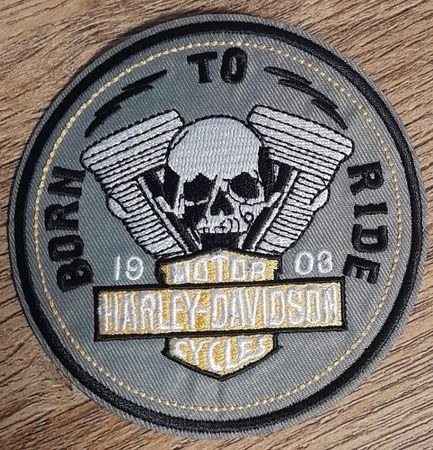 BORN TO RIDE
19 03
MOTOR
HARLEY-DAVIDSON
CYCLES